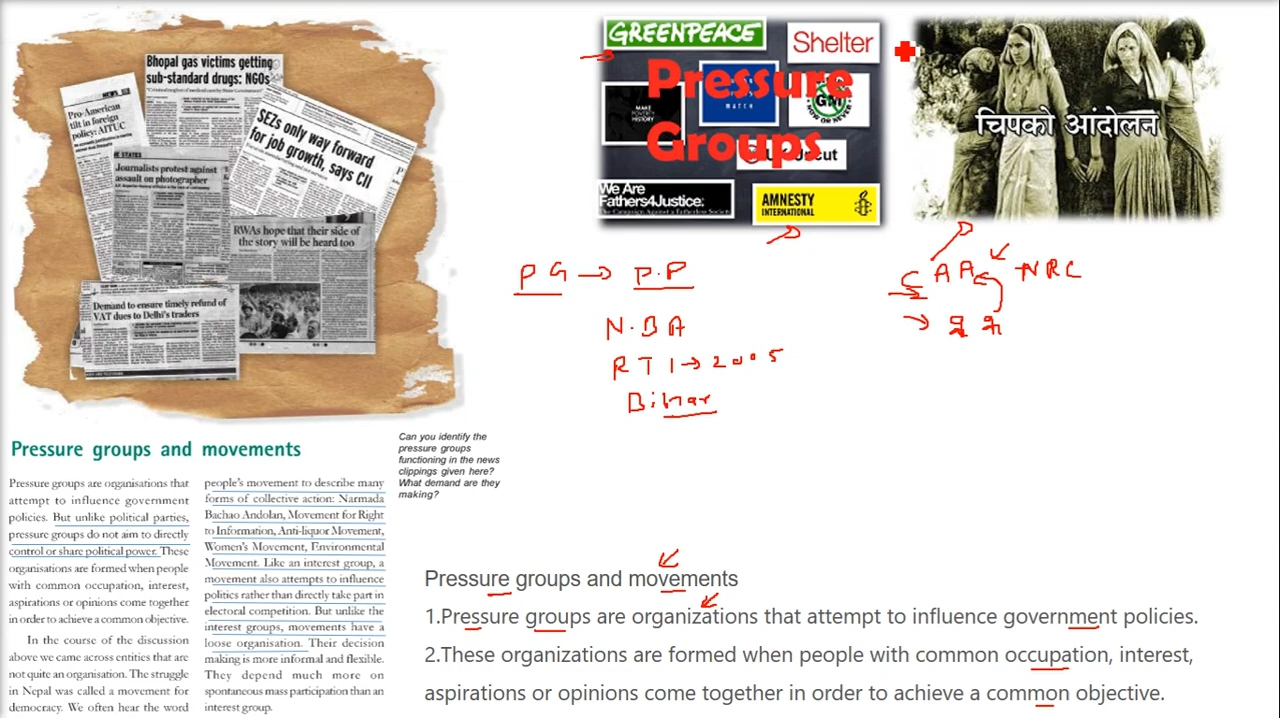 Bhopal gas victims getting
sub-standard drugs: NGOs
NEWS
Pro-American
tilt in foreign
policy: AITUC
SEZs only way forward
for job growth, says CII
THE STATES
Journalists protest against
assault on photographer
RWAs hope that their side of
the story will be heard too
Demand to ensure timely refund of
VAT dues to Delhi's traders
GREENPEACE
Shelter
Pressure
Groups
MAKE
POVERTY
HISTORY
WATCH
Uncut
We Are
Fathers4Justice.
AMNESTY
INTERNATIONAL
चिपको आंदोलन
P G → P.P
N.B A
R T I → 2005
Bihar
C A A NRC
Pressure groups and movements
Can you identify the
pressure groups
functioning in the news
clippings given here?
What demand are they
making?
Pressure groups are organisations that
attempt to influence government
policies. But unlike political parties,
pressure groups do not aim to directly
control or share political power. These
organisations are formed when people
with common occupation, interest,
aspirations or opinions come together
in order to achieve a common objective.
In the course of the discussion
above we came across entities that are
not quite an organisation. The struggle
in Nepal was called a movement for
democracy. We often hear the word
people's movement to describe many
forms of collective action: Narmada
Bachao Andolan, Movement for Right
to Information, Anti-liquor Movement,
Women's Movement, Environmental
Movement. Like an interest group, a
movement also attempts to influence
politics rather than directly take part in
electoral competition. But unlike the
interest groups, movements have a
loose organisation. Their decision
making is more informal and flexible.
They depend much more on
spontaneous mass participation than an
interest group.
Pressure groups and movements
1.Pressure groups are organizations that attempt to influence government policies.
2.These organizations are formed when people with common occupation, interest,
aspirations or opinions come together in order to achieve a common objective.